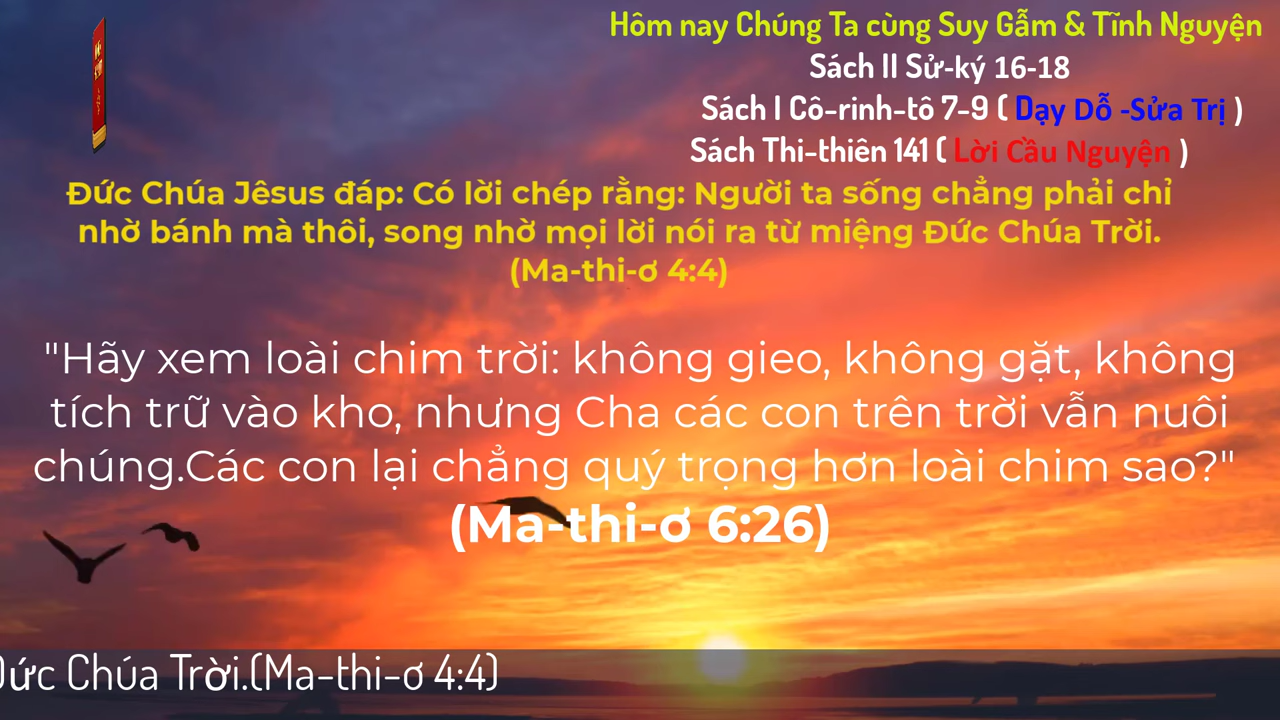 Hôm nay Chúng Ta cùng Suy Gẫm & Tĩnh Nguyện
Sách II Sử-ký 16-18
Sách I Cô-rinh-tô 7-9 ( Dạy Dỗ -Sửa Trị )
Sách Thi-thiên 141 ( Lời Cầu Nguyện )
Đức Chúa Jêsus đáp: Có lời chép rằng: Người ta sống chẳng phải chỉ
nhờ bánh mà thôi, song nhờ mọi lời nói ra từ miệng Đức Chúa Trời.
(Ma-thi-ơ 4:4)
"Hãy xem loài chim trời: không gieo, không gặt, không
tích trữ vào kho, nhưng Cha các con trên trời vẫn nuôi
chúng.Các con lại chẳng quý trọng hơn loài chim sao?"
(Ma-thi-ơ 6:26)
Đức Chúa Trời.(Ma-thi-ơ 4:4)